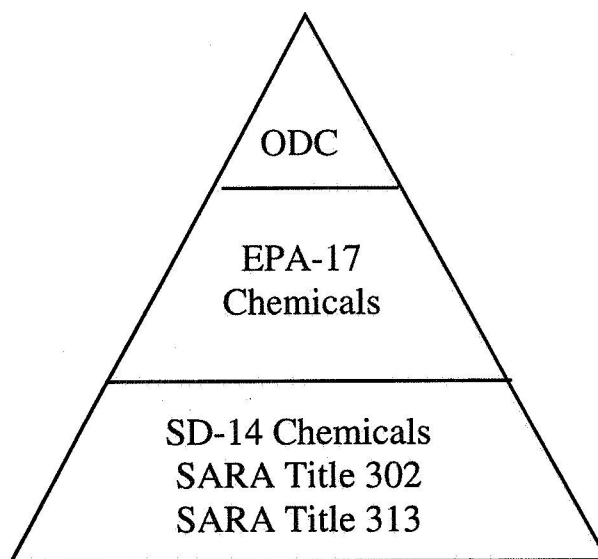 ODC
EPA-17
Chemicals
SD-14 Chemicals
SARA Title 302
SARA Title 313